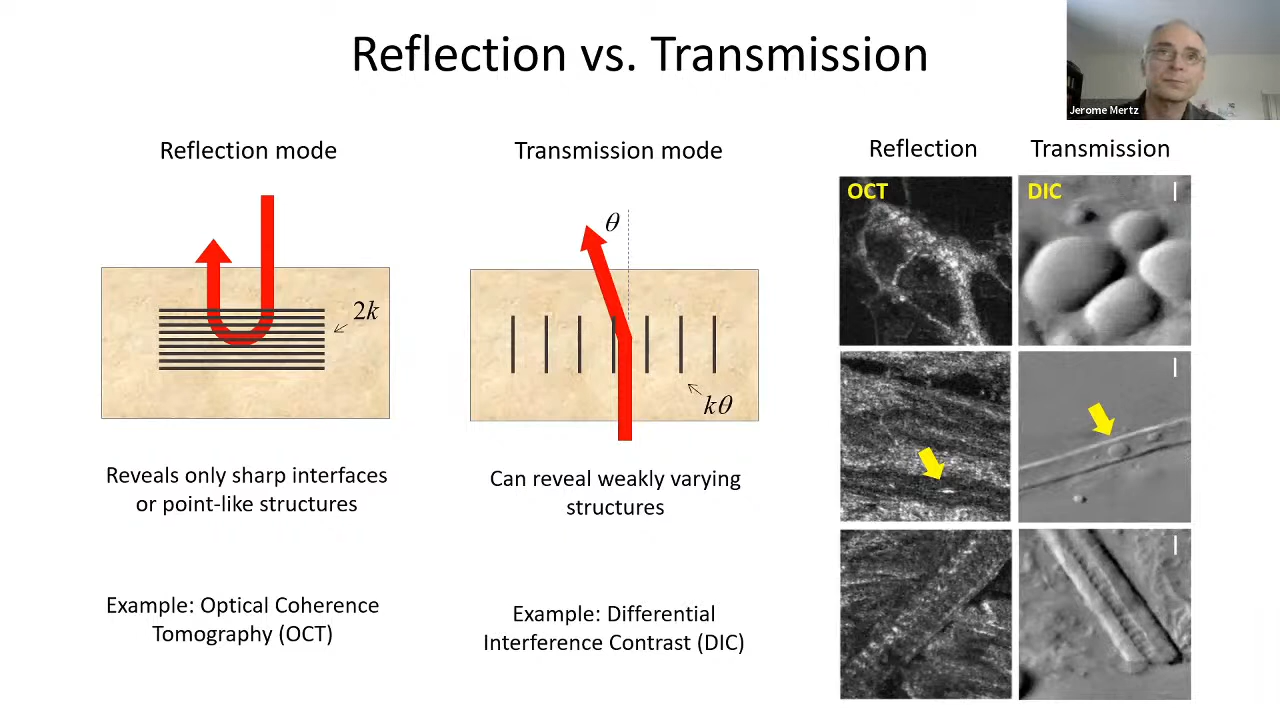 Reflection vs. Transmission
Jerome Mertz
Reflection mode
2k
Reveals only sharp interfaces
or point-like structures
Example: Optical Coherence
Tomography (OCT)
Transmission mode
θ
kθ
Can reveal weakly varying
structures
Example: Differential
Interference Contrast (DIC)
Reflection
Transmission
OCT
DIC